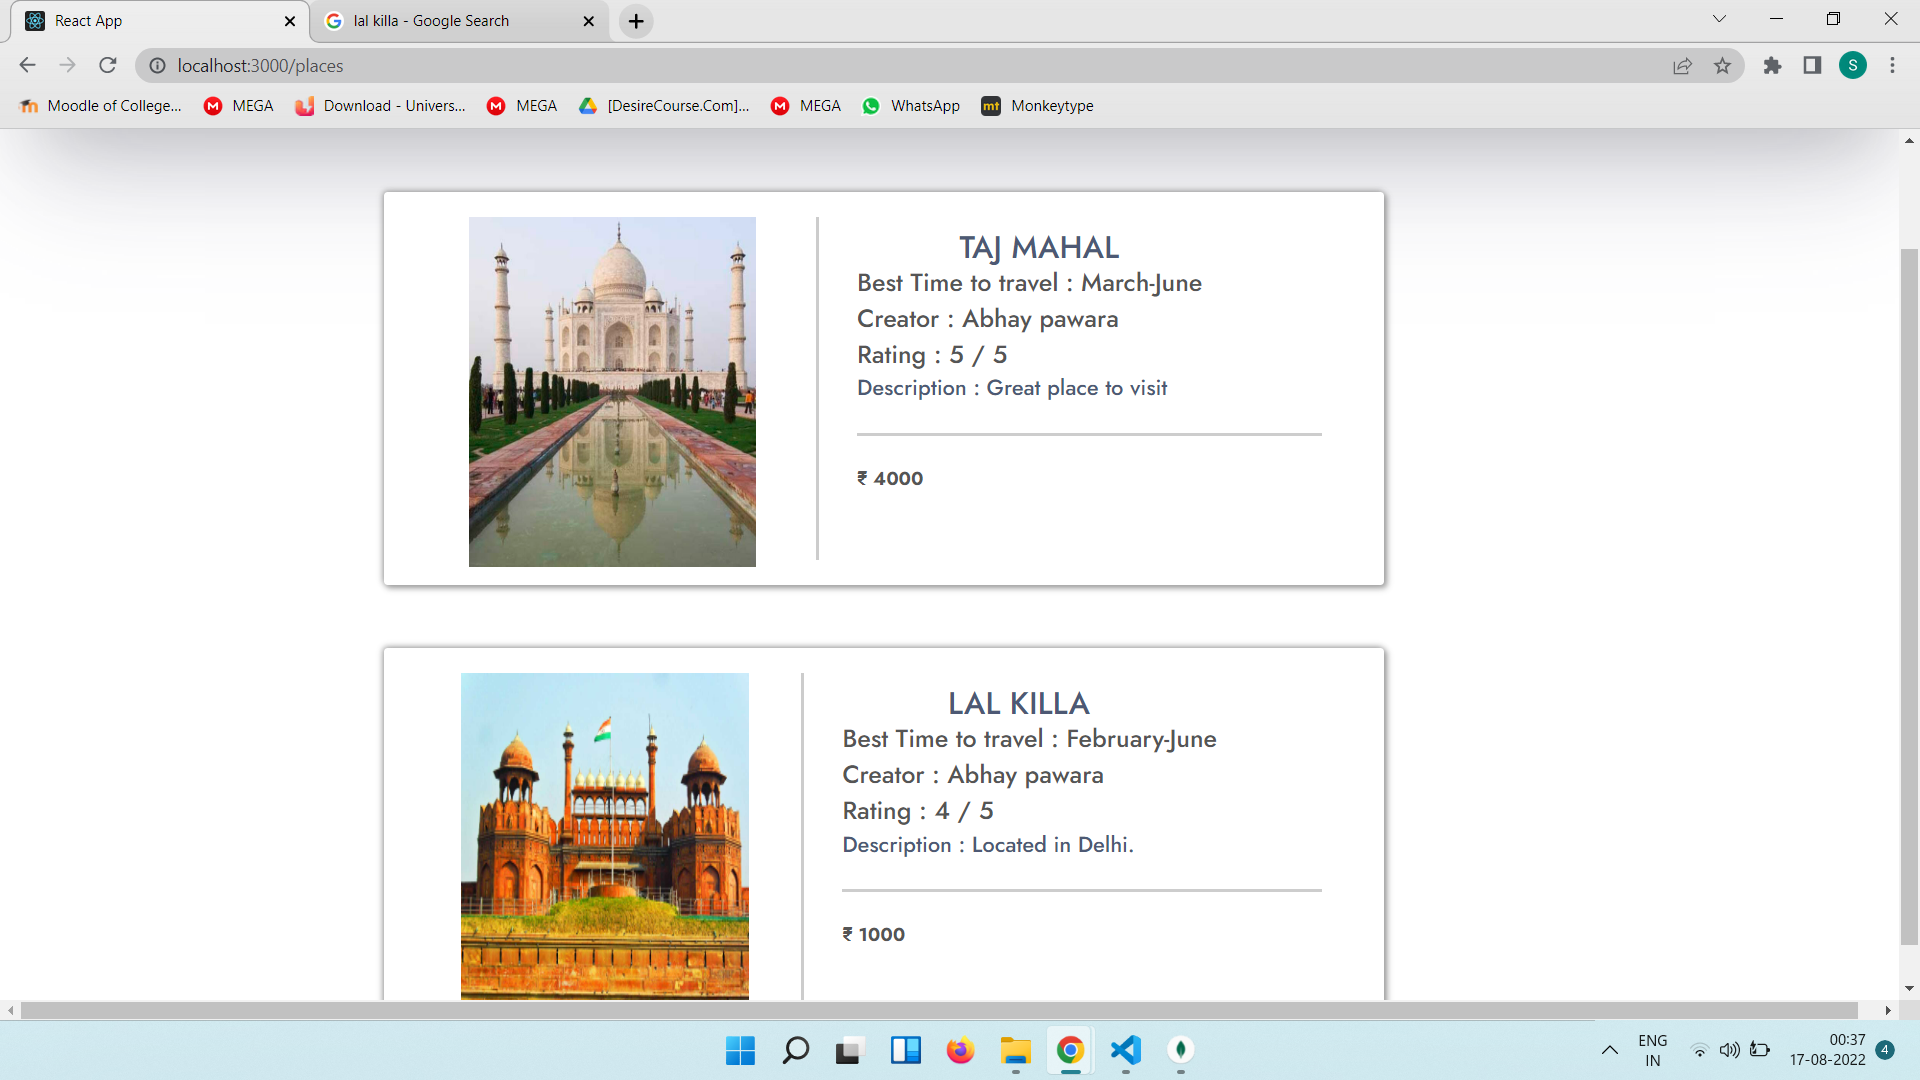 React App
lal killa - Google Search
localhost:3000/places
Moodle of College...
MEGA
Download - Univers...
MEGA
[DesireCourse.Com]...
MEGA
WhatsApp
mt
Monkeytype
S
TAJ MAHAL
Best Time to travel : March-June
Creator : Abhay pawara
Rating : 5 / 5
Description : Great place to visit
₹ 4000
LAL KILLA
Best Time to travel : February-June
Creator : Abhay pawara
Rating : 4 / 5
Description : Located in Delhi.
₹ 1000
ENG
IN
00:37
17-08-2022
4